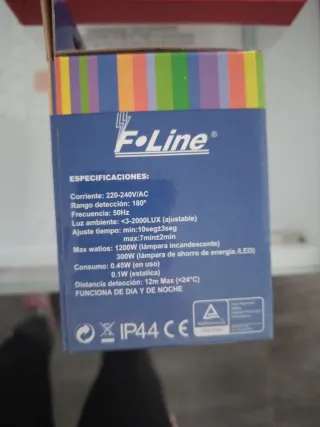 F•Line®
ESPECIFICACIONES:
Corriente: 220-240V/AC
Rango detección: 180º
Frecuencia: 50Hz
Luz ambiente: <3-2000LUX (ajustable)
Ajuste tiempo: min:10seg±3seg
max:7min±2min
Max watios: 1200W (lámpara incandescente)
300W (lámpara de ahorro de energía /LED)
Consumo: 0.45W (en uso)
0.1W (estatica)
Distancia detección: 12m Max (<24°C)
FUNCIONA DE DIA Y DE NOCHE
IP44 CE